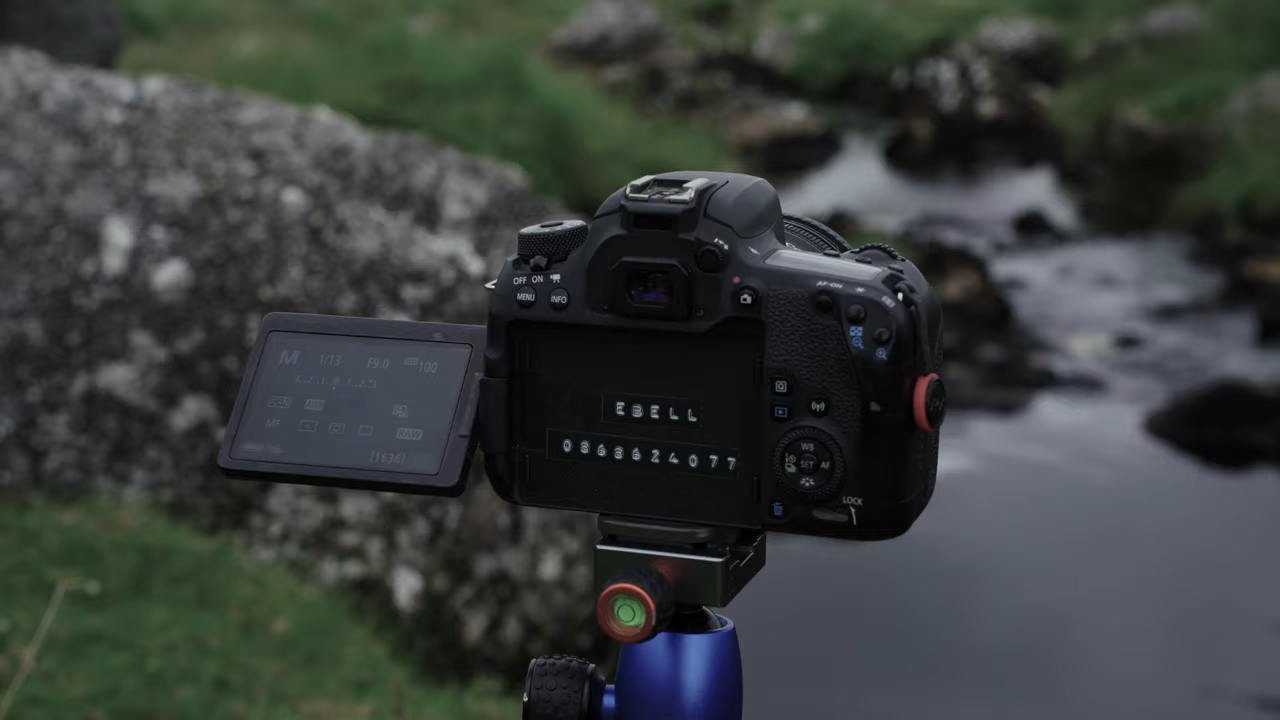 OFF ON
MENU INFO
AF-ON
M 1/13 F9.0 100
MF RAW
[1636]
EBELL
0863624077
Q
WB
SET AF
LOCK